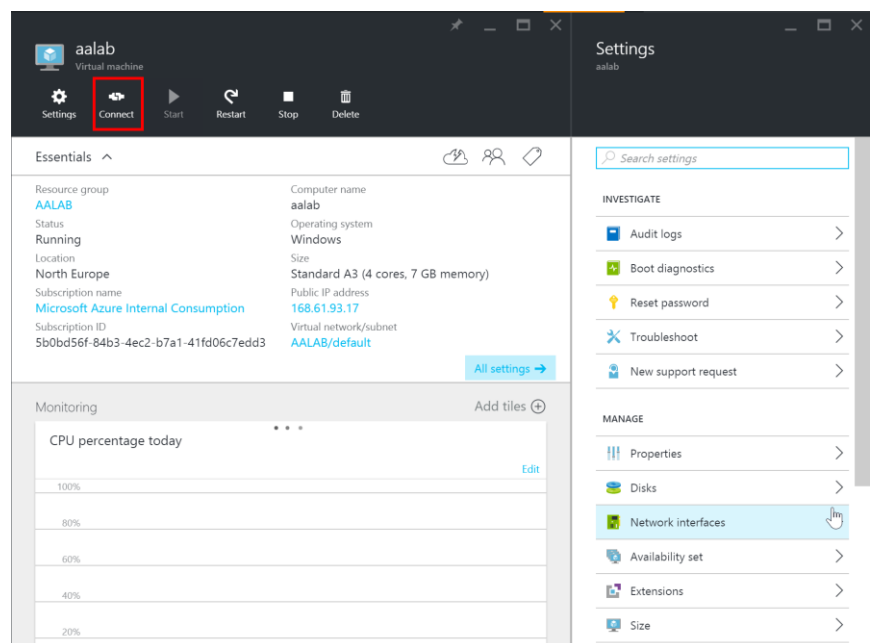 aalab
Virtual machine
Settings
Connect
Start
Restart
Stop
Delete
Essentials
Resource group
AALAB
Status
Running
Location
North Europe
Subscription name
Microsoft Azure Internal Consumption
Subscription ID
5b0bd56f-84b3-4ec2-b7a1-41fd06c7edd3
Computer name
aalab
Operating system
Windows
Size
Standard A3 (4 cores, 7 GB memory)
Public IP address
168.61.93.17
Virtual network/subnet
AALAB/default
All settings →
Monitoring
Add tiles
CPU percentage today
Edit
100%
80%
60%
40%
20%
Settings
aalab
Search settings
INVESTIGATE
Audit logs
Boot diagnostics
Reset password
Troubleshoot
New support request
MANAGE
Properties
Disks
Network interfaces
Availability set
Extensions
Size